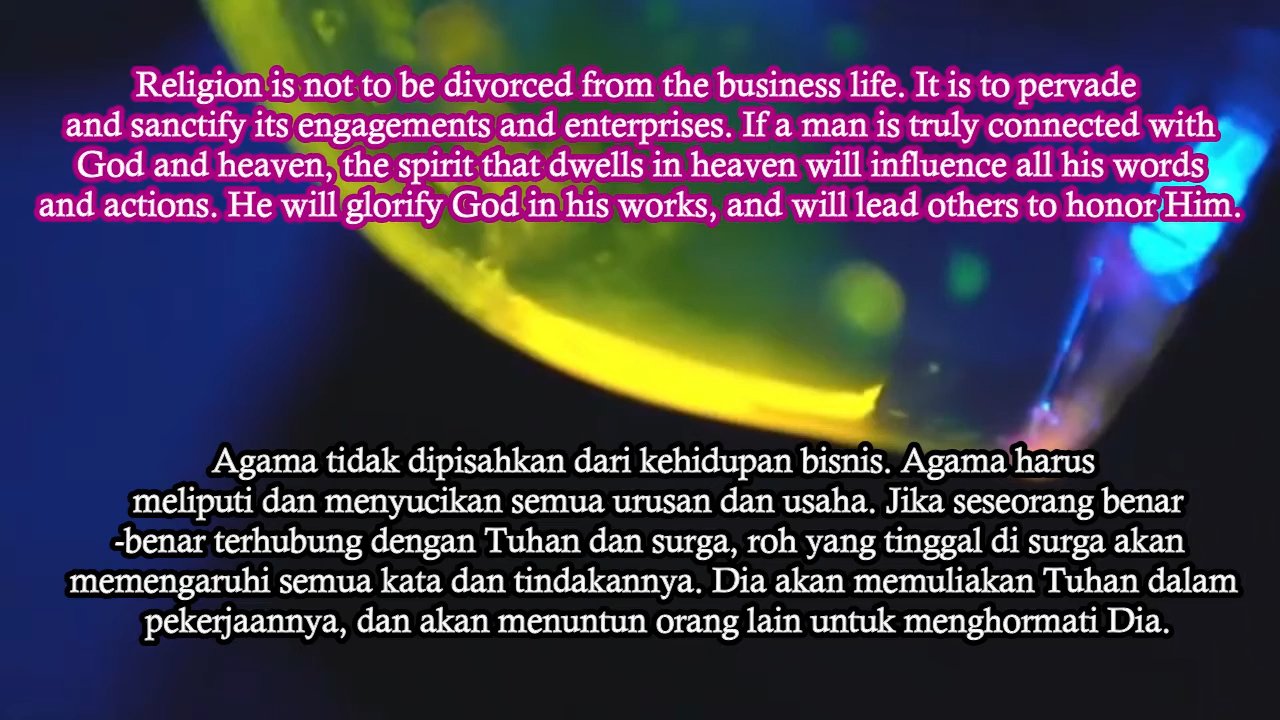 Religion is not to be divorced from the business life. It is to pervade
and sanctify its engagements and enterprises. If a man is truly connected with
God and heaven, the spirit that dwells in heaven will influence all his words
and actions. He will glorify God in his works, and will lead others to honor Him.
Agama tidak dipisahkan dari kehidupan bisnis. Agama harus
meliputi dan menyucikan semua urusan dan usaha. Jika seseorang benar
-benar terhubung dengan Tuhan dan surga, roh yang tinggal di surga akan
memengaruhi semua kata dan tindakannya. Dia akan memuliakan Tuhan dalam
pekerjaannya, dan akan menuntun orang lain untuk menghormati Dia.